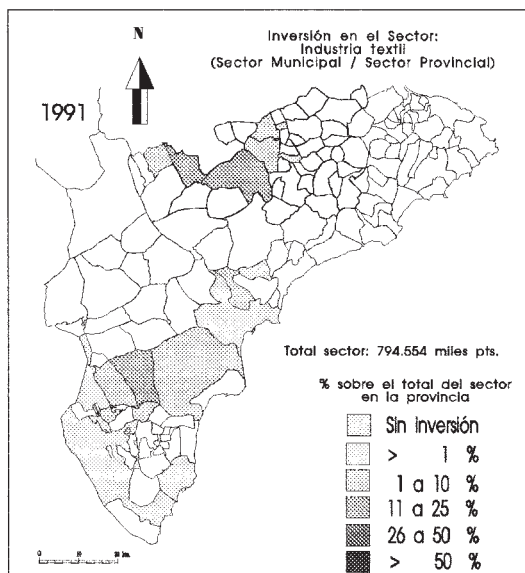 Inversión en el Sector:
Industria textil
(Sector Municipal / Sector Provincial)
N
1991
Total sector: 794.554 miles pts.
% sobre el total del sector
en la provincia
Sin inversión
> 1 %
1 a 10 %
11 a 25 %
26 a 50 %
> 50 %